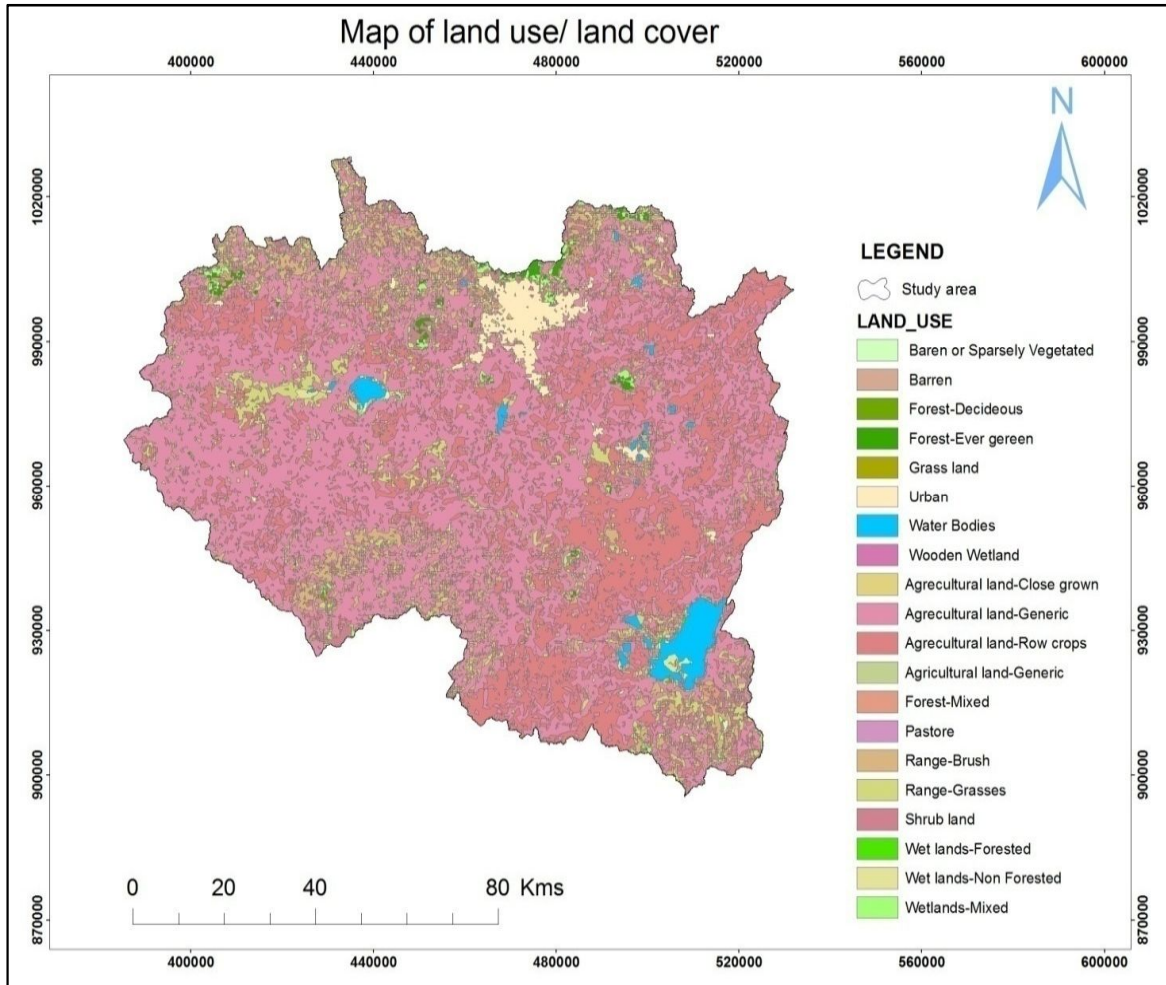 Map of land use/ land cover
400000 440000 480000 520000 560000 600000
N
1020000 1020000
990000 990000
960000 960000
930000 930000
900000 900000
870000 870000
LEGEND
Study area
LAND_USE
Baren or Sparsely Vegetated
Barren
Forest-Decideous
Forest-Ever gereen
Grass land
Urban
Water Bodies
Wooden Wetland
Agrecultural land-Close grown
Agrecultural land-Generic
Agrecultural land-Row crops
Agricultural land-Generic
Forest-Mixed
Pastore
Range-Brush
Range-Grasses
Shrub land
Wet lands-Forested
Wet lands-Non Forested
Wetlands-Mixed
0 20 40 80 Kms
400000 440000 480000 520000 560000 600000